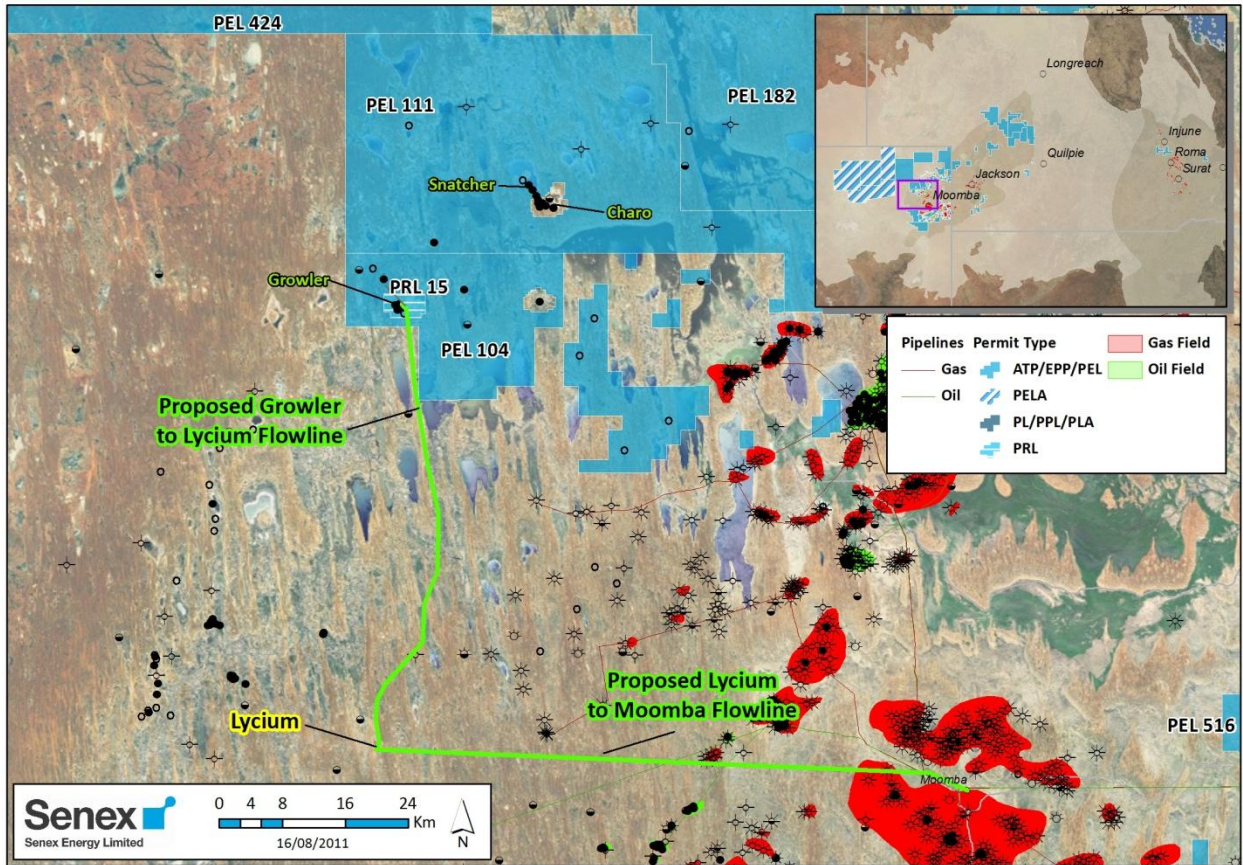 PEL 424
PEL 111
PEL 182
Snatcher
Charo
Growler
PRL 15
PEL 104
Proposed Growler
to Lycium Flowline
Proposed Lycium
to Moomba Flowline
Lycium
Moomba
PEL 516
Longreach
Injune
Roma
Surat
Quilpie
Jackson
Moomba
Pipelines
Gas
Oil
Permit Type
ATP/EPP/PEL
PELA
PL/PPL/PLA
PRL
Gas Field
Oil Field
Senex
Senex Energy Limited
0 4 8 16 24
Km
16/08/2011
N